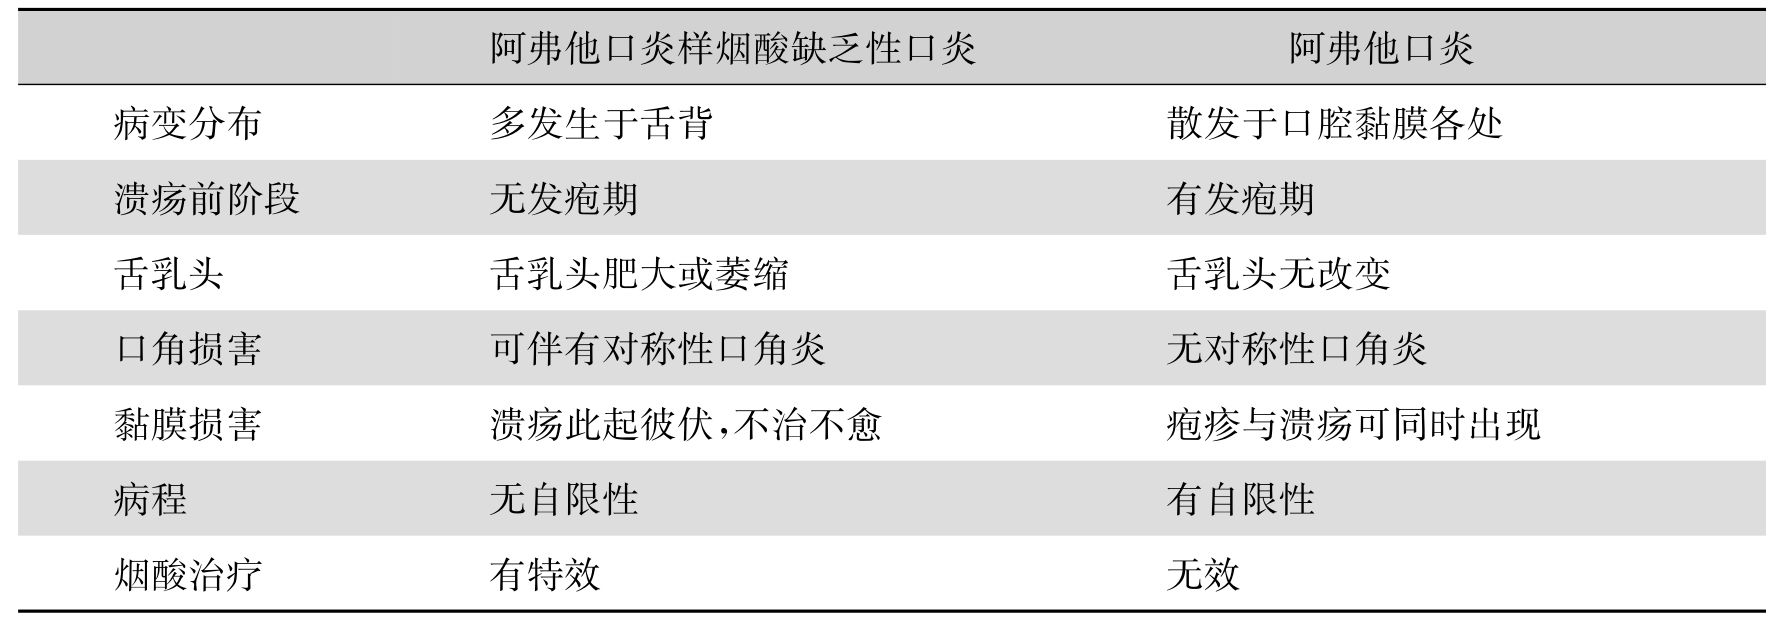 阿弗他口炎样烟酸缺乏性口炎 阿弗他口炎
病变分布 多发生于舌背 散发于口腔黏膜各处
溃疡前阶段 无发疱期 有发疱期
舌乳头 舌乳头肥大或萎缩 舌乳头无改变
口角损害 可伴有对称性口角炎 无对称性口角炎
黏膜损害 溃疡此起彼伏,不治不愈 疱疹与溃疡可同时出现
病程 无自限性 有自限性
烟酸治疗 有特效 无效